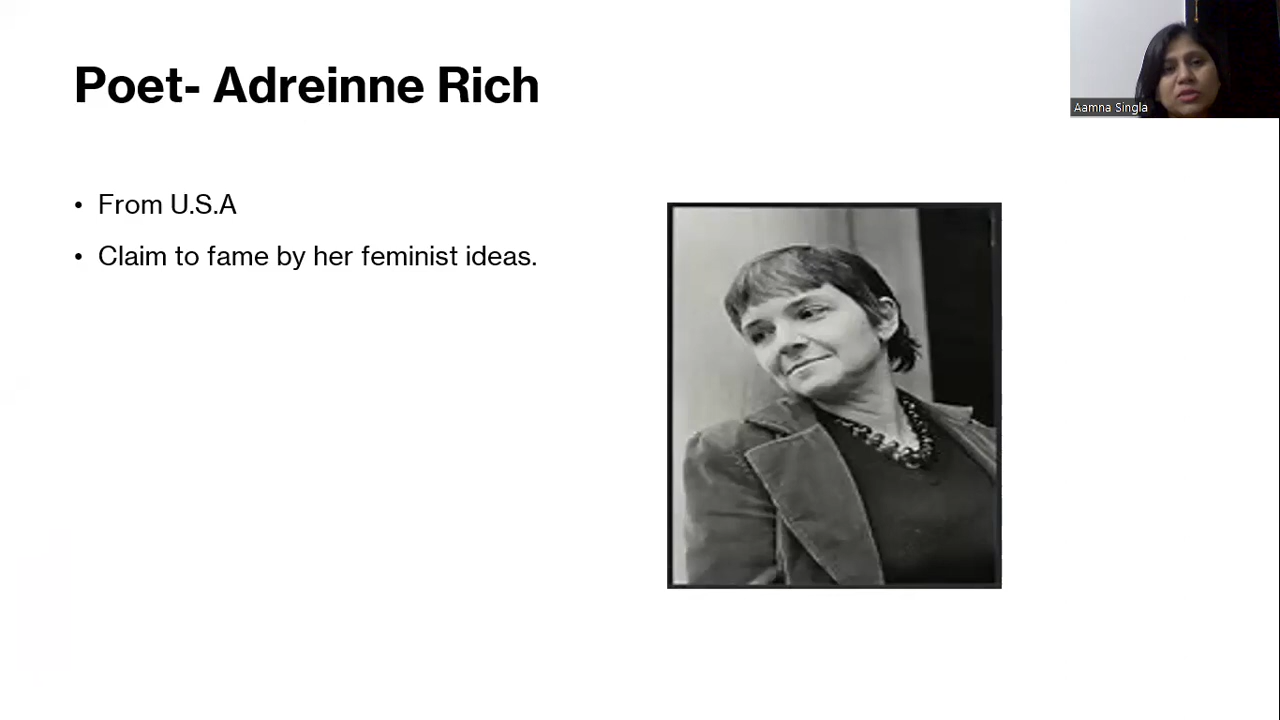 Poet- Adreinne Rich
Aamna Singla
• From U.S.A
• Claim to fame by her feminist ideas.